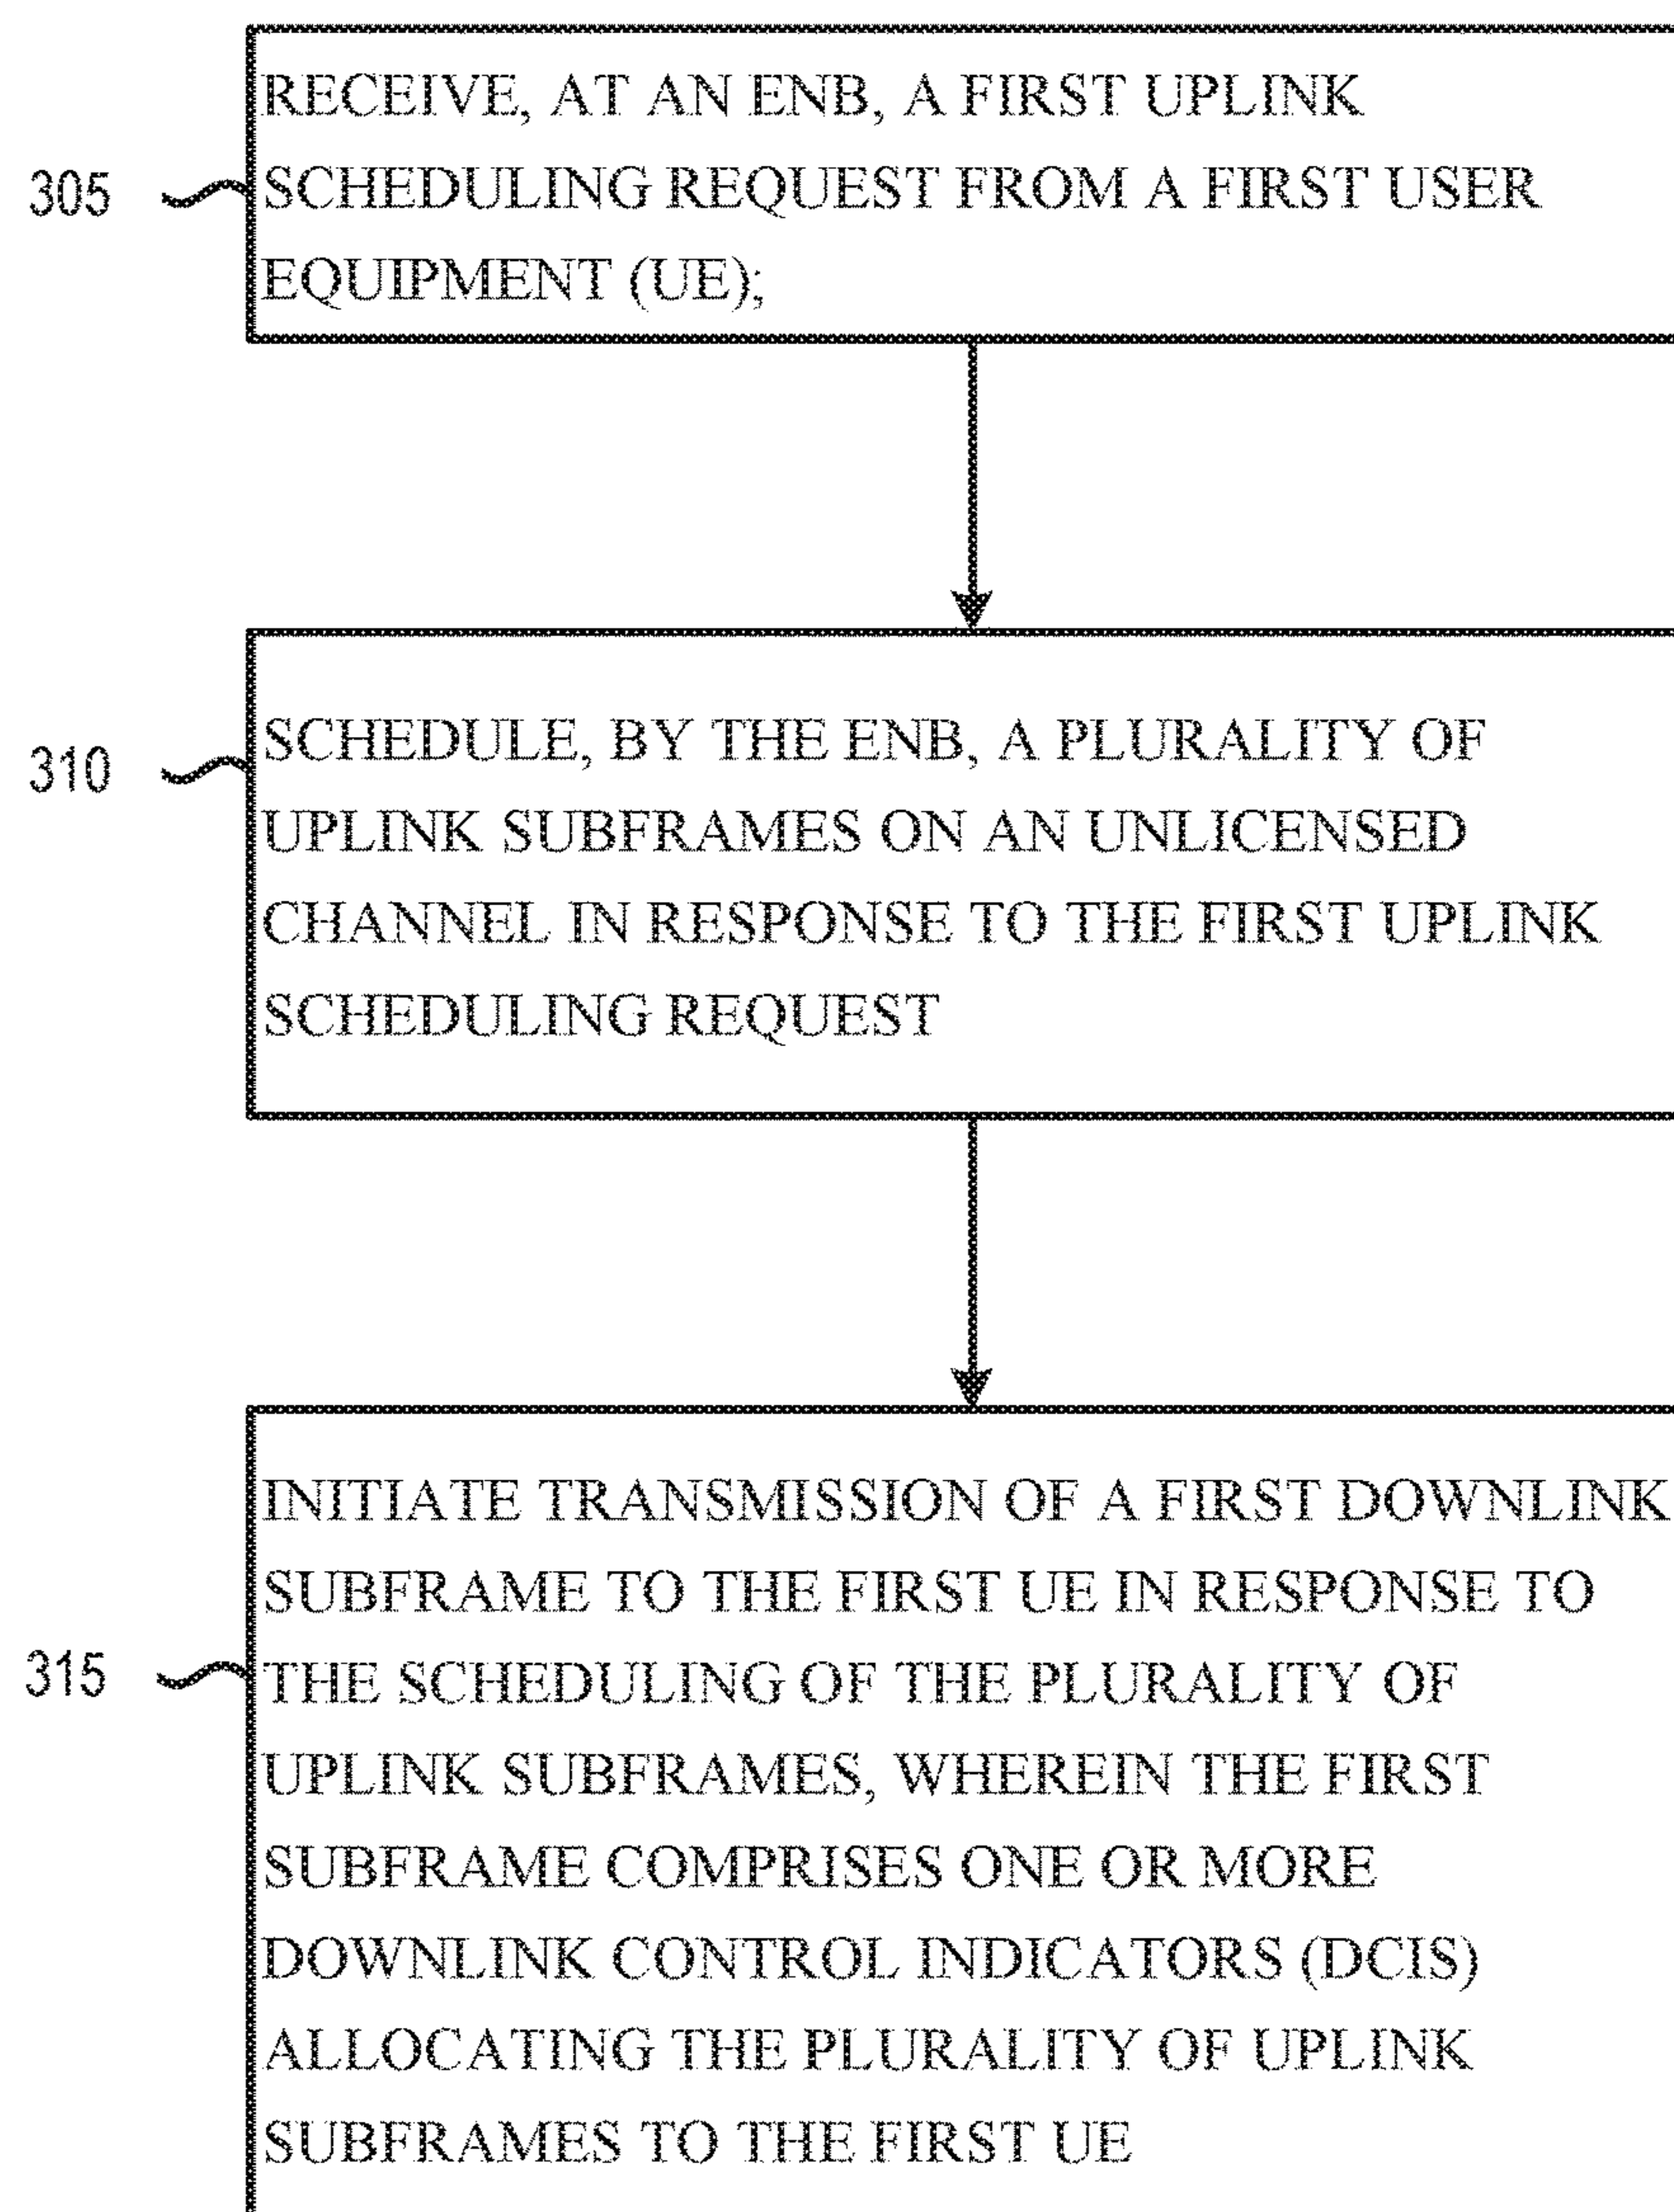 RECEIVE, AT AN ENB, A FIRST UPLINK
305 SCHEDULING REQUEST FROM A FIRST USER
EQUIPMENT (UE);
310 SCHEDULE, BY THE ENB, A PLURALITY OF
UPLINK SUBFRAMES ON AN UNLICENSED
CHANNEL IN RESPONSE TO THE FIRST UPLINK
SCHEDULING REQUEST
INITIATE TRANSMISSION OF A FIRST DOWNLINK
SUBFRAME TO THE FIRST UE IN RESPONSE TO
315 THE SCHEDULING OF THE PLURALITY OF
UPLINK SUBFRAMES, WHEREIN THE FIRST
SUBFRAME COMPRISES ONE OR MORE
DOWNLINK CONTROL INDICATORS (DCIS)
ALLOCATING THE PLURALITY OF UPLINK
SUBFRAMES TO THE FIRST UE